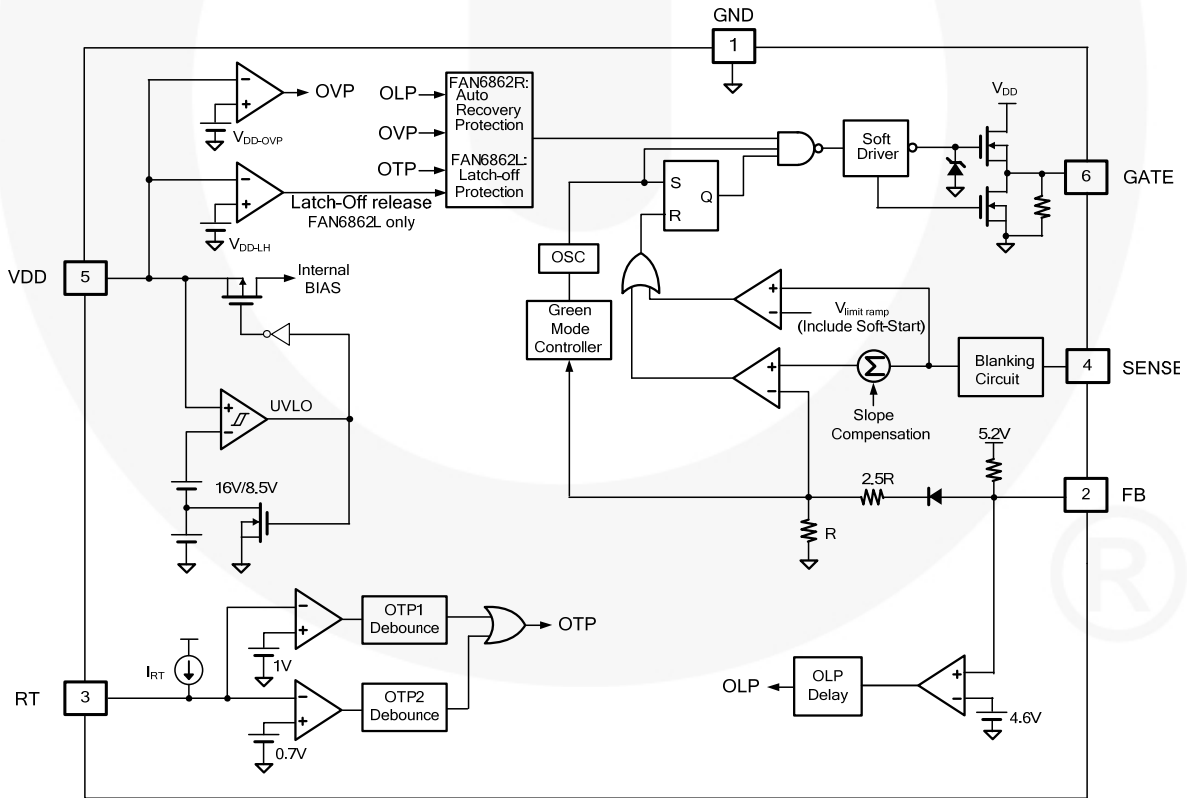 GND
1
OVP
VDD-OVP
OLP
OVP
OTP
FAN6862R:
Auto
Recovery
Protection
FAN6862L:
Latch-off
Protection
Latch-Off release
FAN6862L only
VDD-LH
S
R
Q
Soft
Driver
VDD
6
GATE
VDD
5
Internal
BIAS
OSC
Green
Mode
Controller
Vlimit ramp
(Include Soft-Start)
Σ
Slope
Compensation
Blanking
Circuit
4
SENSE
UVLO
16V/8.5V
5.2V
2.5R
R
2
FB
OTP1
Debounce
1V
OTP
IRT
RT
3
OTP2
Debounce
0.7V
OLP
OLP
Delay
4.6V
®